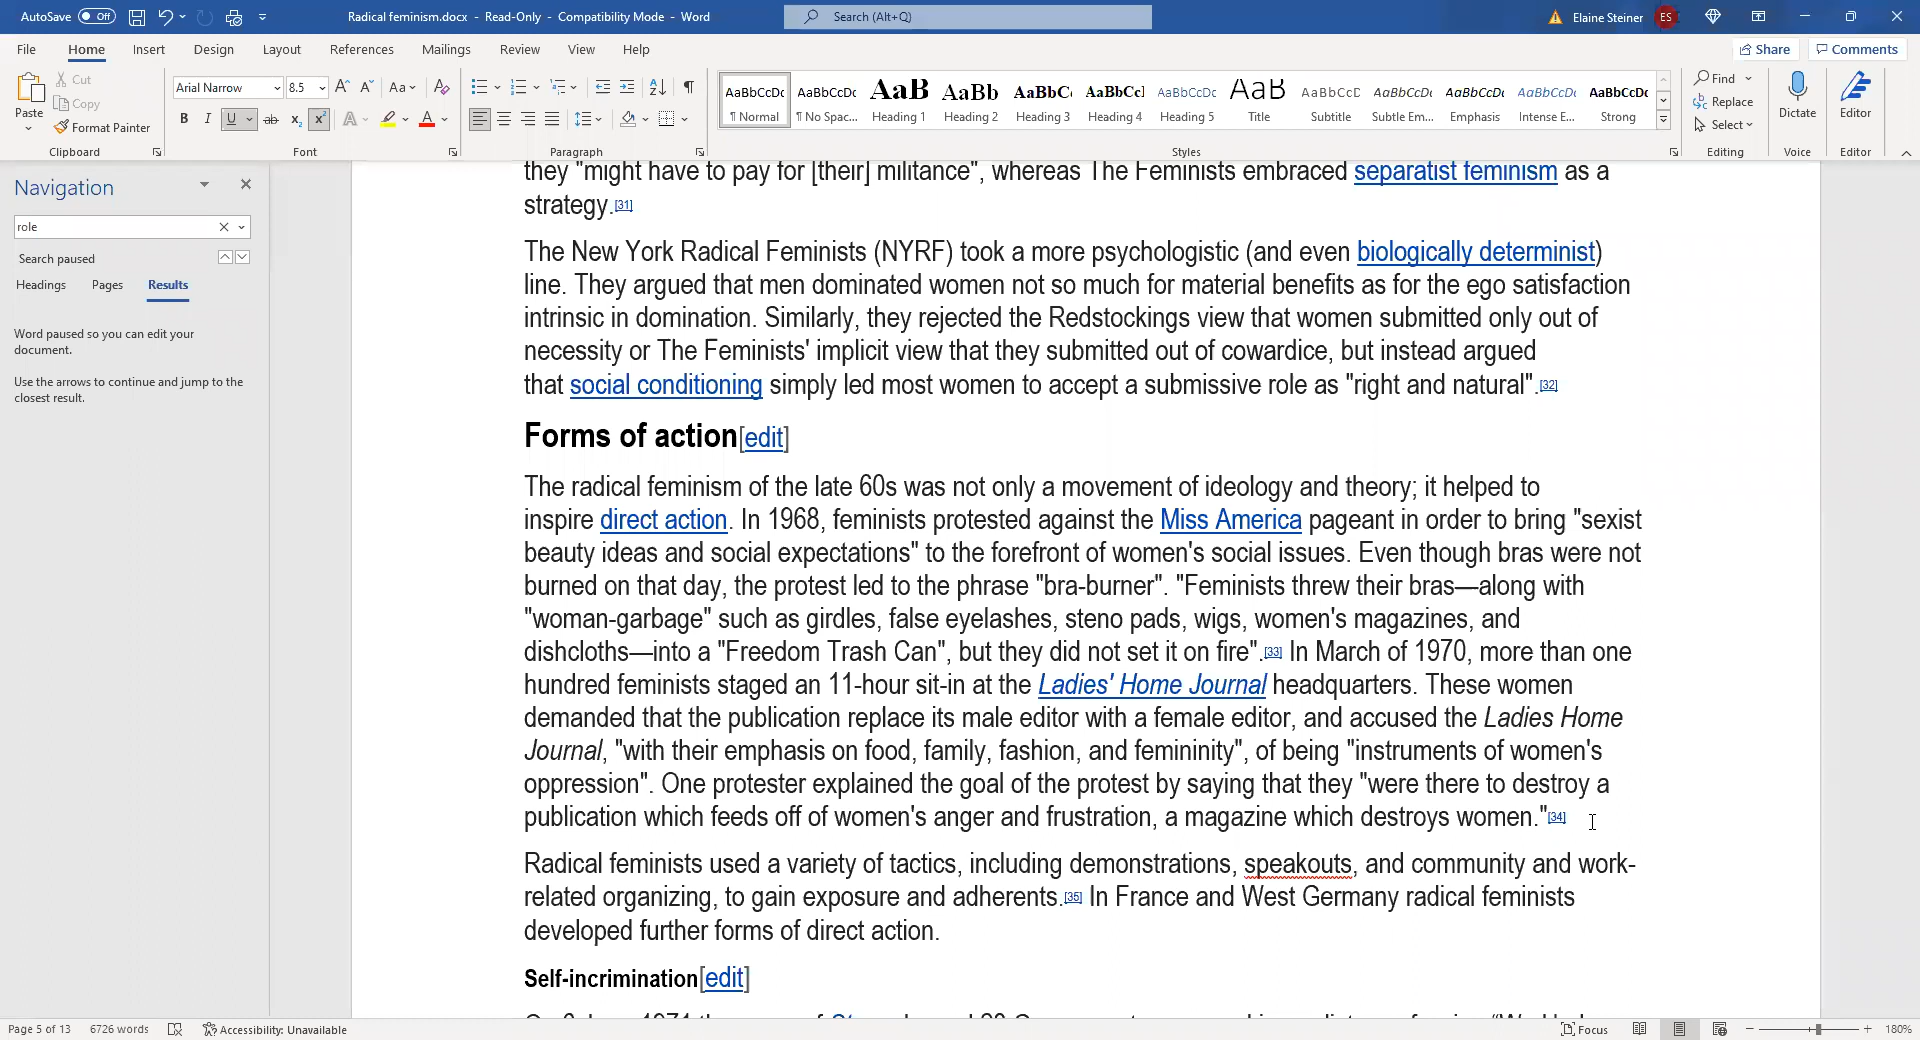 AutoSave Off Radical feminism.docx - Read-Only - Compatibility Mode - Word Search (Alt+Q) Elaine Steiner ES
File Home Insert Design Layout References Mailings Review View Help Share Comments
Paste Cut Copy Format Painter
Clipboard
Arial Narrow 8.5
Font
Paragraph
AaBbCcDc AaBbCcDc AaB AaBb AaBbC AaBbCcI AaBbCcDc AaB AaBbCcD AaBbCcDc AaBbCcDc AaBbCcDc AaBbCcDc
¶ Normal ¶ No Spac... Heading 1 Heading 2 Heading 3 Heading 4 Heading 5 Title Subtitle Subtle Em... Emphasis Intense E... Strong
Styles
Find
Replace
Select
Editing
Dictate
Voice
Editor
Editor
Navigation
role
Search paused
Headings Pages Results
Word paused so you can edit your
document.
Use the arrows to continue and jump to the
closest result.
they "might have to pay for [their] militance", whereas The Feminists embraced separatist feminism as a
strategy.[31]
The New York Radical Feminists (NYRF) took a more psychologistic (and even biologically determinist)
line. They argued that men dominated women not so much for material benefits as for the ego satisfaction
intrinsic in domination. Similarly, they rejected the Redstockings view that women submitted only out of
necessity or The Feminists' implicit view that they submitted out of cowardice, but instead argued
that social conditioning simply led most women to accept a submissive role as "right and natural".[32]
Forms of action[edit]
The radical feminism of the late 60s was not only a movement of ideology and theory; it helped to
inspire direct action. In 1968, feminists protested against the Miss America pageant in order to bring "sexist
beauty ideas and social expectations" to the forefront of women's social issues. Even though bras were not
burned on that day, the protest led to the phrase "bra-burner". "Feminists threw their bras—along with
"woman-garbage" such as girdles, false eyelashes, steno pads, wigs, women's magazines, and
dishcloths—into a "Freedom Trash Can", but they did not set it on fire".[33] In March of 1970, more than one
hundred feminists staged an 11-hour sit-in at the Ladies' Home Journal headquarters. These women
demanded that the publication replace its male editor with a female editor, and accused the Ladies Home
Journal, "with their emphasis on food, family, fashion, and femininity", of being "instruments of women's
oppression". One protester explained the goal of the protest by saying that they "were there to destroy a
publication which feeds off of women's anger and frustration, a magazine which destroys women."[34]
Radical feminists used a variety of tactics, including demonstrations, speakouts, and community and work-
related organizing, to gain exposure and adherents.[35] In France and West Germany radical feminists
developed further forms of direct action.
Self-incrimination[edit]
Page 5 of 13 6726 words Accessibility: Unavailable Focus 180%